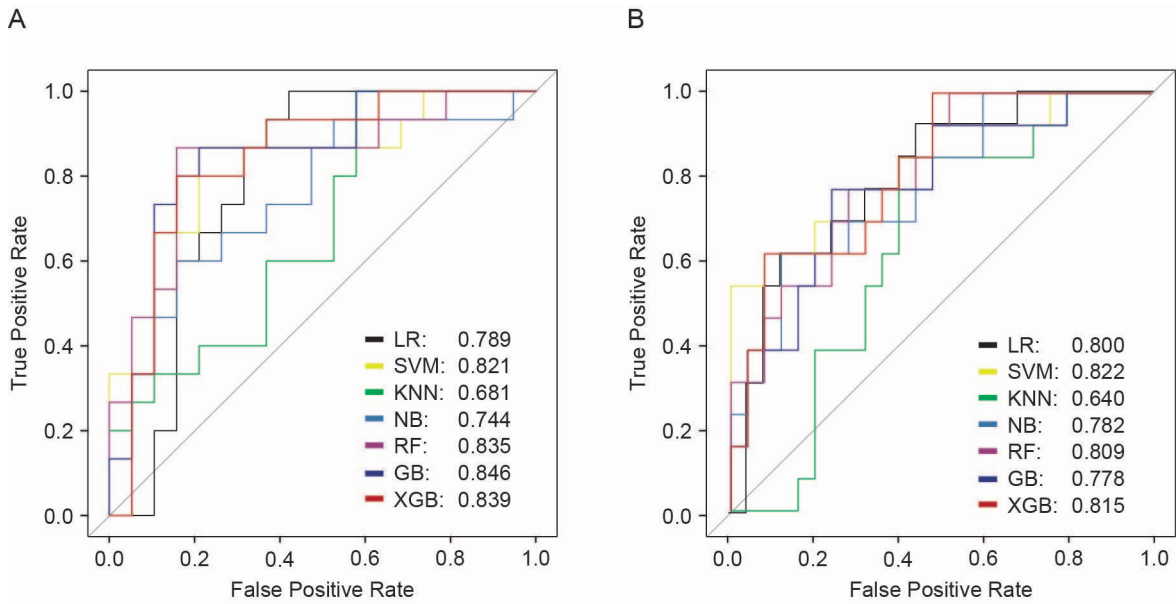 A
True Positive Rate
1.0
0.8
0.6
0.4
0.2
0.0
LR: 0.789
SVM: 0.821
KNN: 0.681
NB: 0.744
RF: 0.835
GB: 0.846
XGB: 0.839
0.0 0.2 0.4 0.6 0.8 1.0
False Positive Rate
B
True Positive Rate
1.0
0.8
0.6
0.4
0.2
0.0
LR: 0.800
SVM: 0.822
KNN: 0.640
NB: 0.782
RF: 0.809
GB: 0.778
XGB: 0.815
0.0 0.2 0.4 0.6 0.8 1.0
False Positive Rate